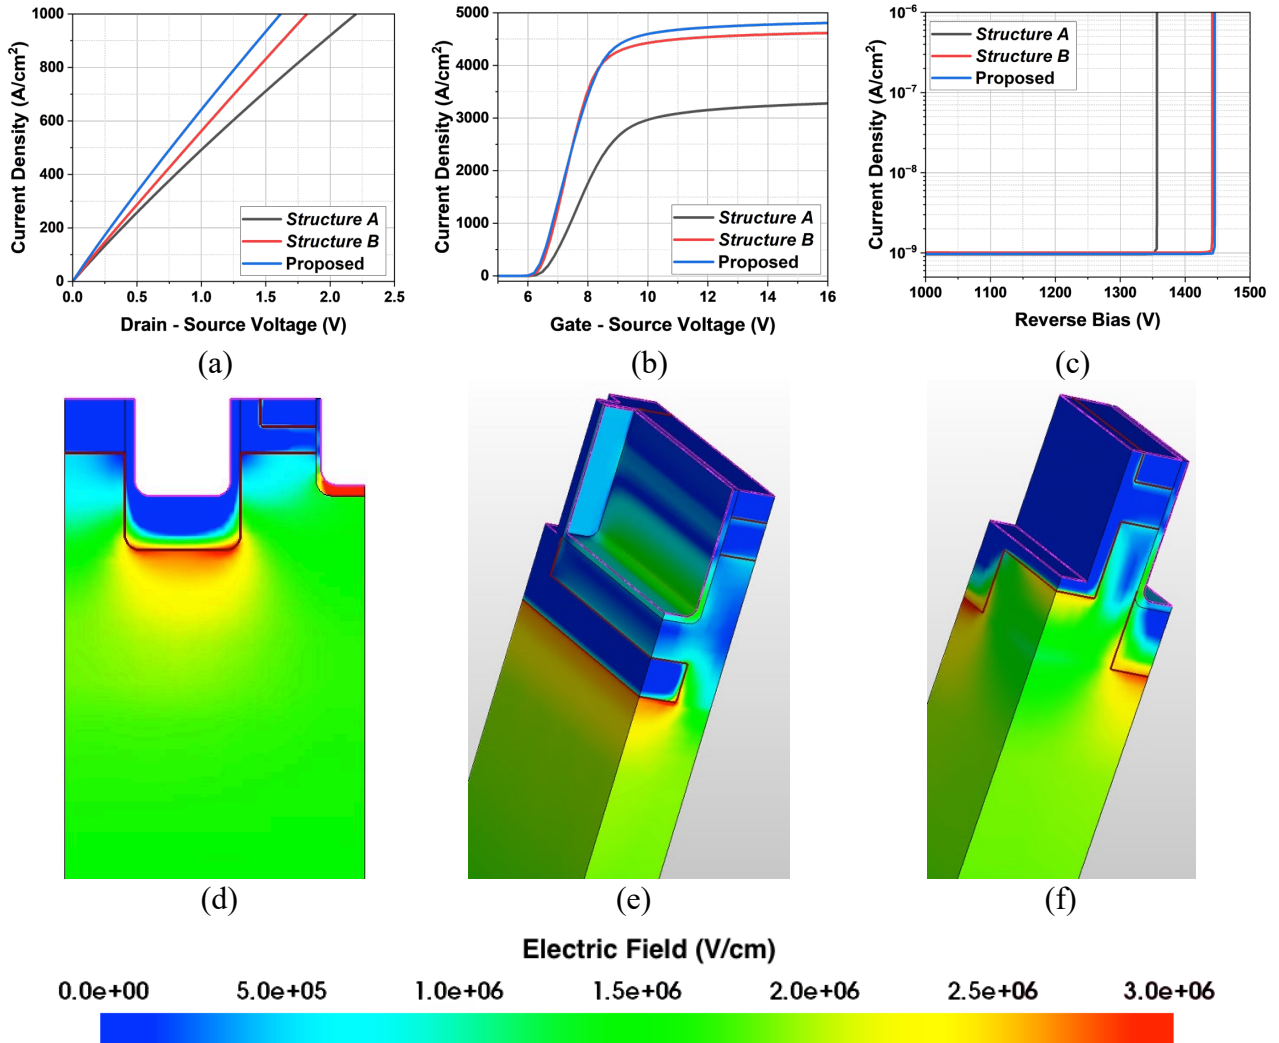 Current Density (A/cm²)
1000
800
600
400
200
0
0.0 0.5 1.0 1.5 2.0 2.5
Drain - Source Voltage (V)
Structure A
Structure B
Proposed
(a)
Current Density (A/cm²)
5000
4000
3000
2000
1000
0
6 8 10 12 14 16
Gate - Source Voltage (V)
Structure A
Structure B
Proposed
(b)
Current Density (A/cm²)
10⁻⁶
10⁻⁷
10⁻⁸
10⁻⁹
1000 1100 1200 1300 1400 1500
Reverse Bias (V)
Structure A
Structure B
Proposed
(c)
(d)
(e)
(f)
Electric Field (V/cm)
0.0e+00 5.0e+05 1.0e+06 1.5e+06 2.0e+06 2.5e+06 3.0e+06